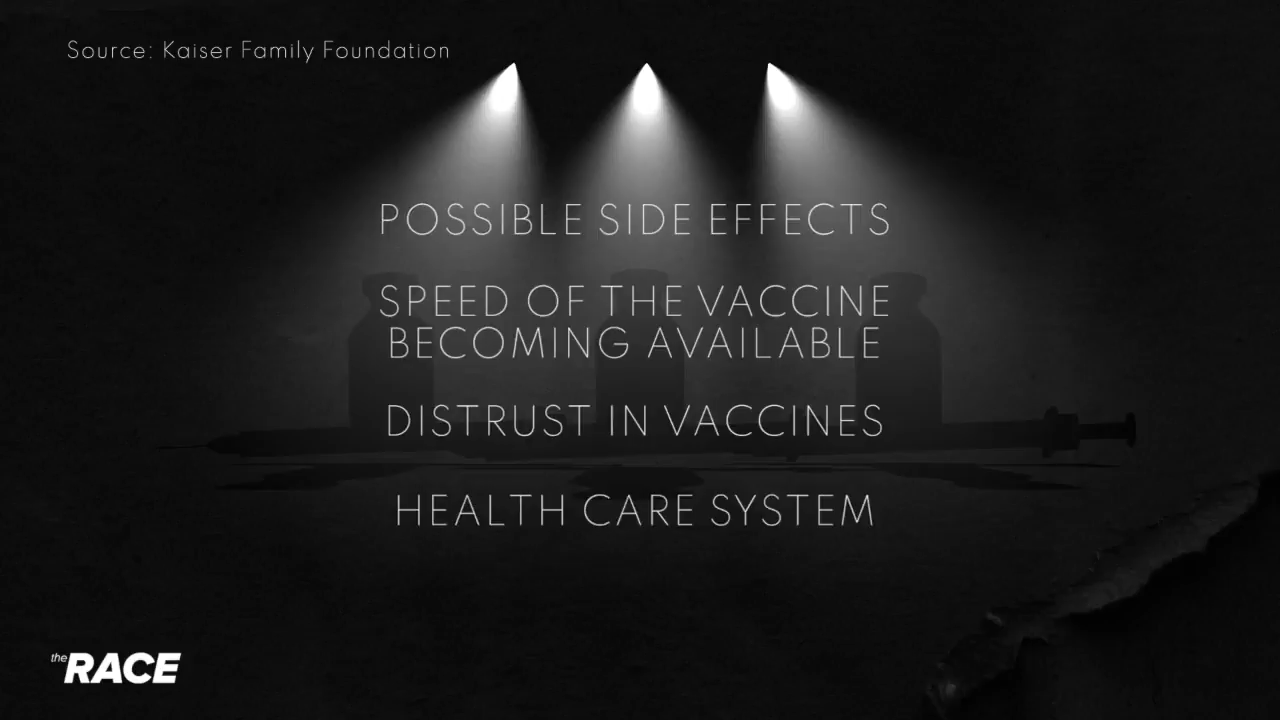 Source: Kaiser Family Foundation
POSSIBLE SIDE EFFECTS
SPEED OF THE VACCINE
BECOMING AVAILABLE
DISTRUST IN VACCINES
HEALTH CARE SYSTEM
the RACE